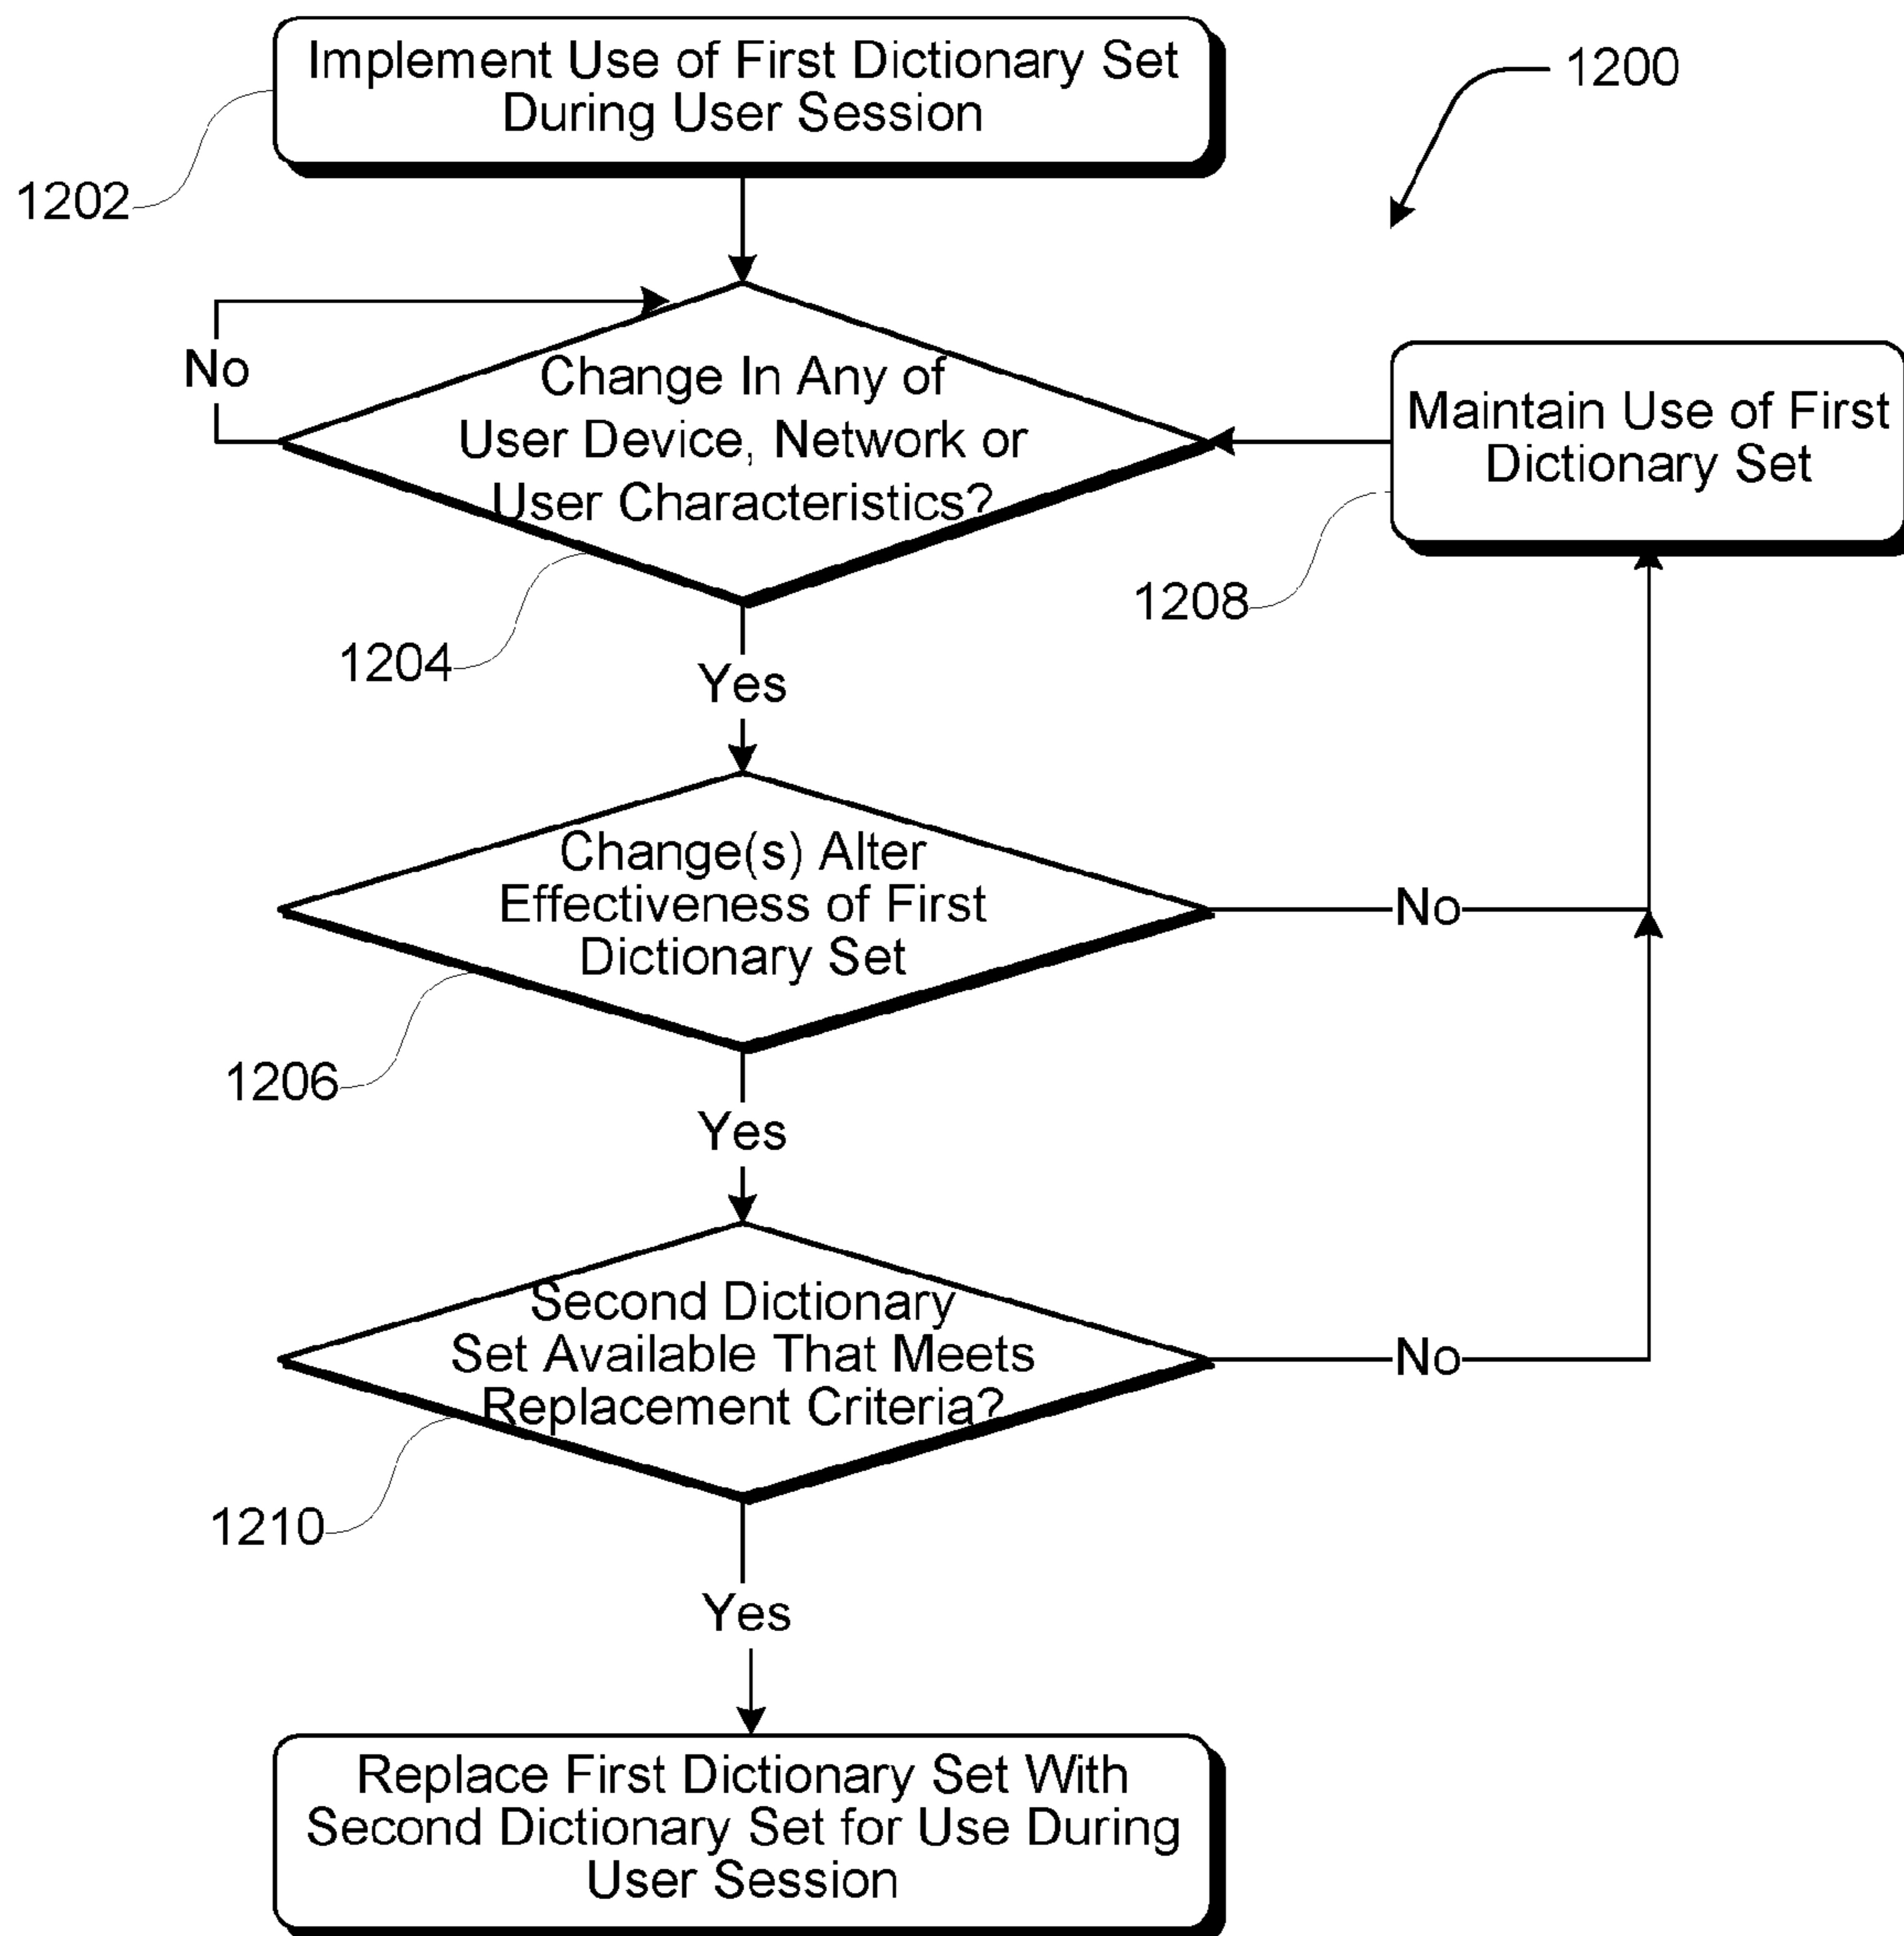 Implement Use of First Dictionary Set
During User Session
1200
1202
No
Change In Any of
User Device, Network or
User Characteristics?
Maintain Use of First
Dictionary Set
1208
1204
Yes
Change(s) Alter
Effectiveness of First
Dictionary Set
No
1206
Yes
Second Dictionary
Set Available That Meets
Replacement Criteria?
No
1210
Yes
Replace First Dictionary Set With
Second Dictionary Set for Use During
User Session